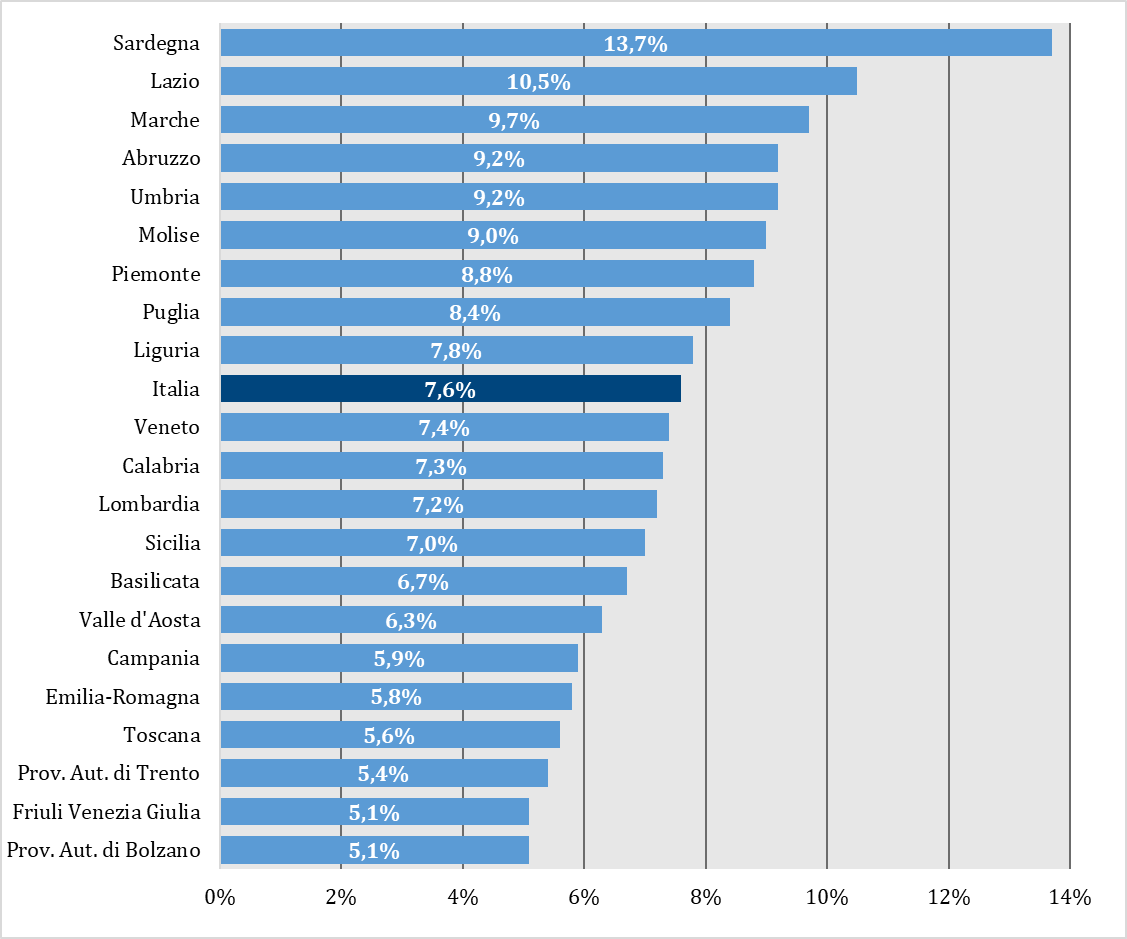 Sardegna 13,7%
Lazio 10,5%
Marche 9,7%
Abruzzo 9,2%
Umbria 9,2%
Molise 9,0%
Piemonte 8,8%
Puglia 8,4%
Liguria 7,8%
Italia 7,6%
Veneto 7,4%
Calabria 7,3%
Lombardia 7,2%
Sicilia 7,0%
Basilicata 6,7%
Valle d'Aosta 6,3%
Campania 5,9%
Emilia-Romagna 5,8%
Toscana 5,6%
Prov. Aut. di Trento 5,4%
Friuli Venezia Giulia 5,1%
Prov. Aut. di Bolzano 5,1%
0% 2% 4% 6% 8% 10% 12% 14%